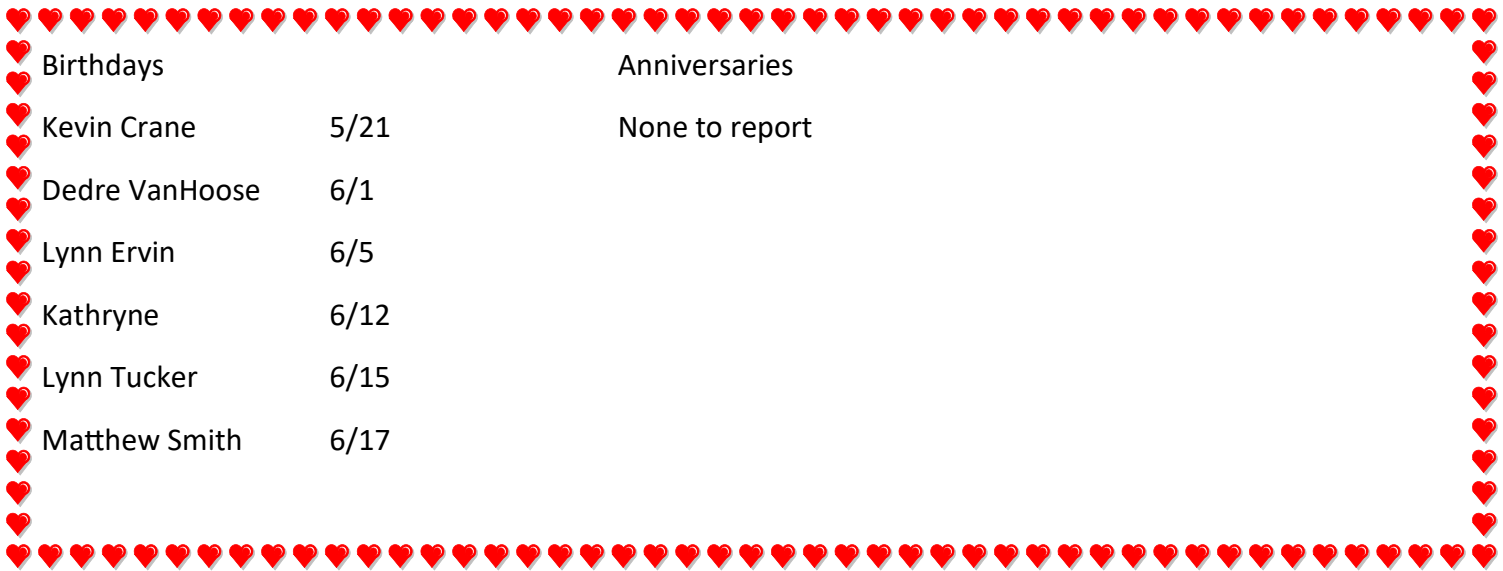 Birthdays Anniversaries
Kevin Crane 5/21 None to report
Dedre VanHoose 6/1
Lynn Ervin 6/5
Kathryne 6/12
Lynn Tucker 6/15
Matthew Smith 6/17